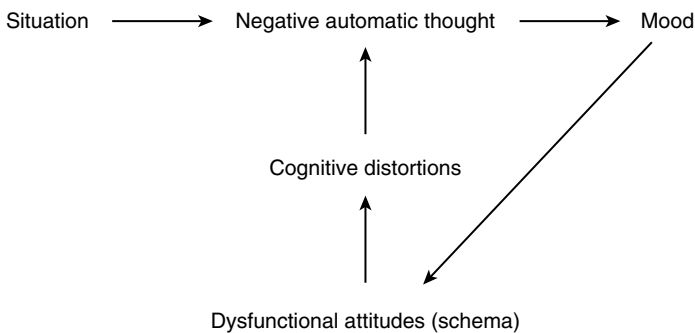 Situation
Negative automatic thought
Mood
Cognitive distortions
Dysfunctional attitudes (schema)